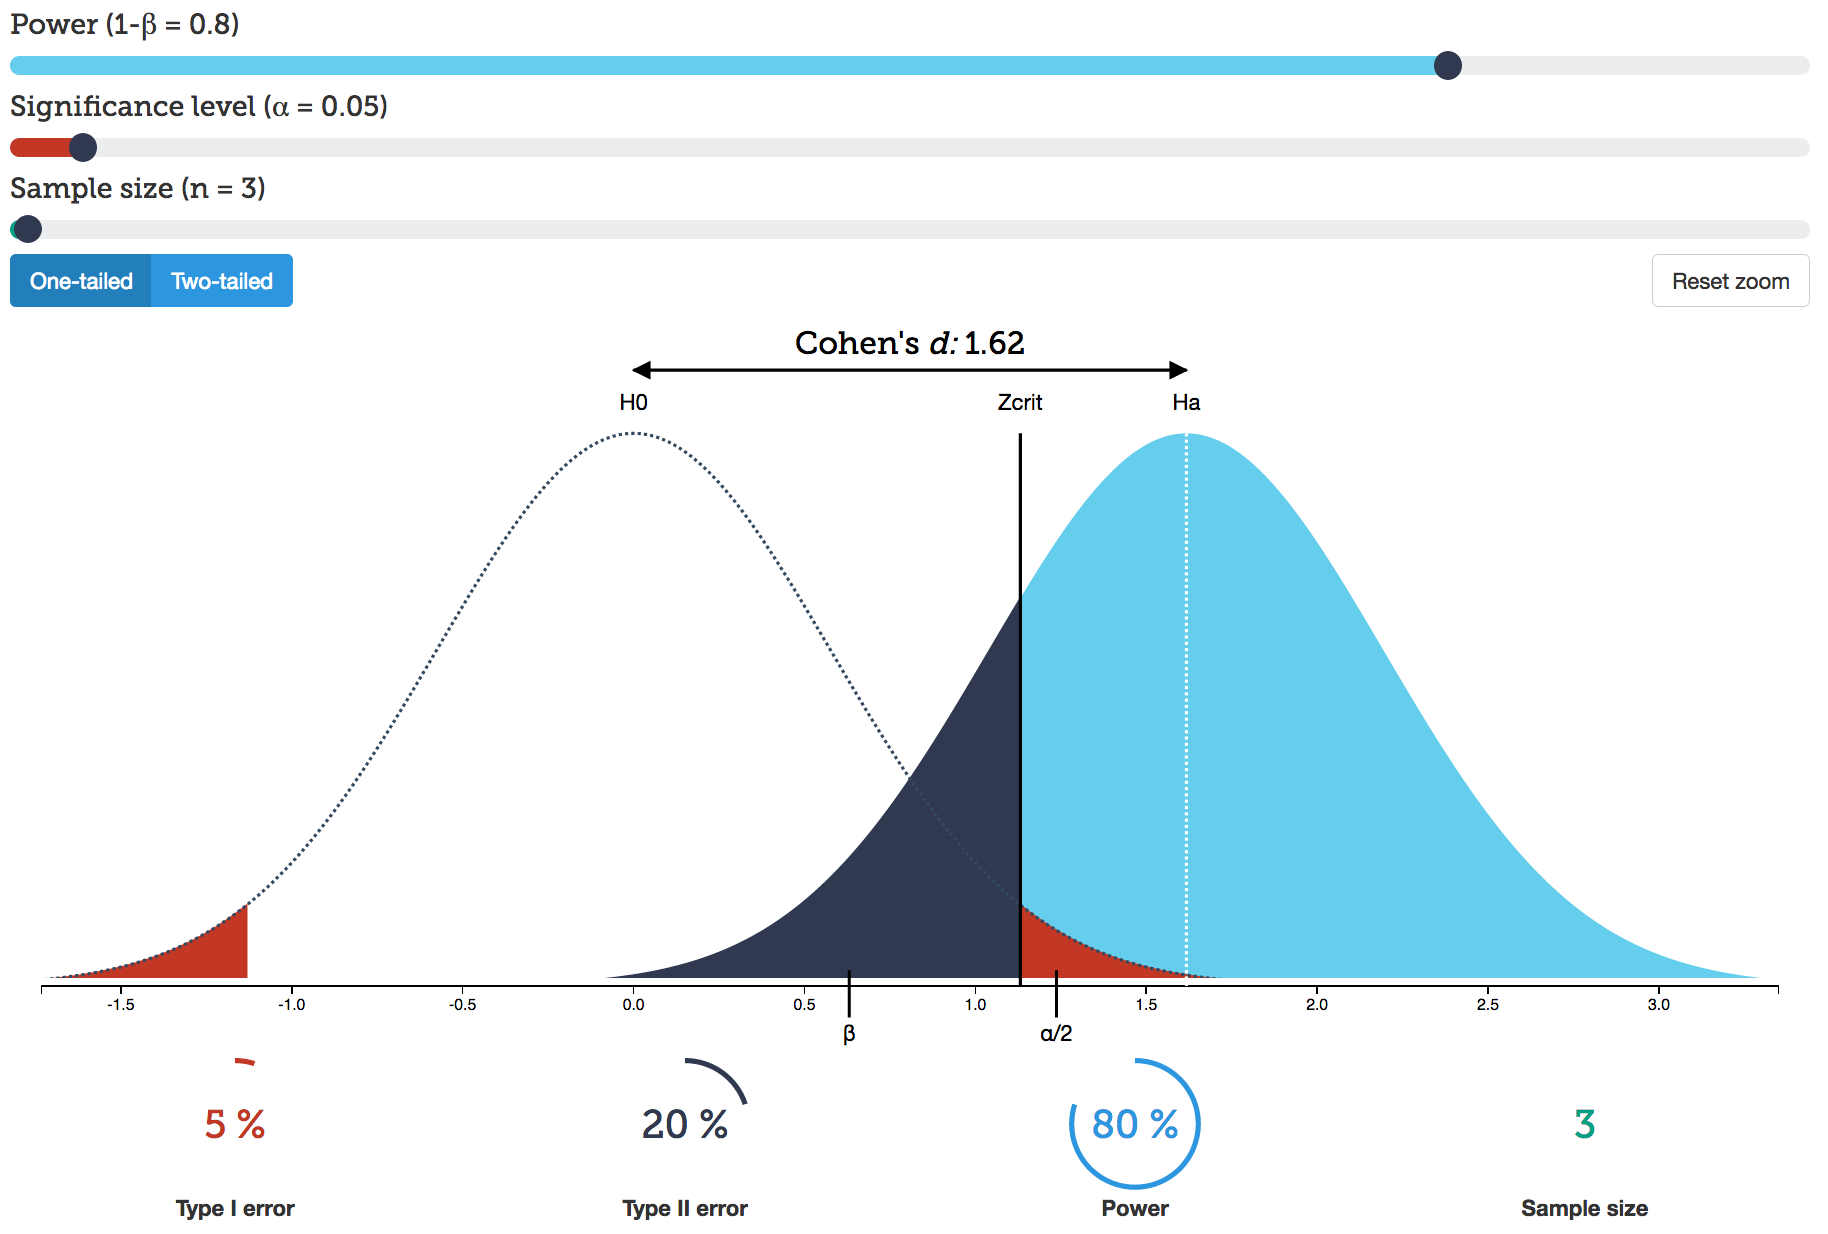 Power (1-β = 0.8)
Significance level (α = 0.05)
Sample size (n = 3)
One-tailed Two-tailed Reset zoom
Cohen's d: 1.62
H0 Zcrit Ha
-1.5 -1.0 -0.5 0.0 0.5 1.0 1.5 2.0 2.5 3.0
β α/2
5 % 20 % 80 % 3
Type I error Type II error Power Sample size